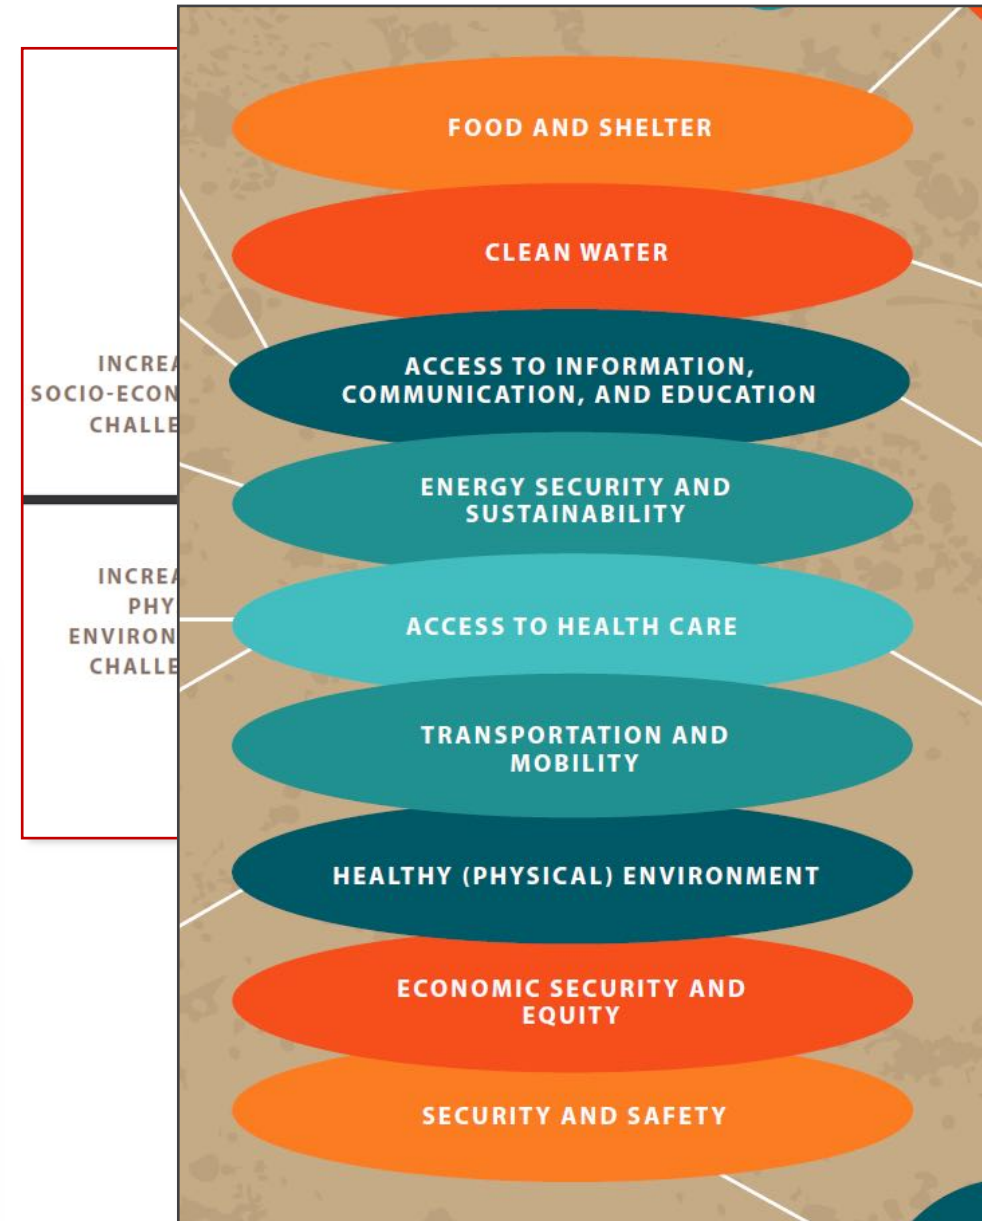 FOOD AND SHELTER
CLEAN WATER
ACCESS TO INFORMATION,
COMMUNICATION, AND EDUCATION
ENERGY SECURITY AND
SUSTAINABILITY
ACCESS TO HEALTH CARE
TRANSPORTATION AND
MOBILITY
HEALTHY (PHYSICAL) ENVIRONMENT
ECONOMIC SECURITY AND
EQUITY
SECURITY AND SAFETY
INCREA
SOCIO-ECON
CHALLE
INCREA
PHY
ENVIRON
CHALLE